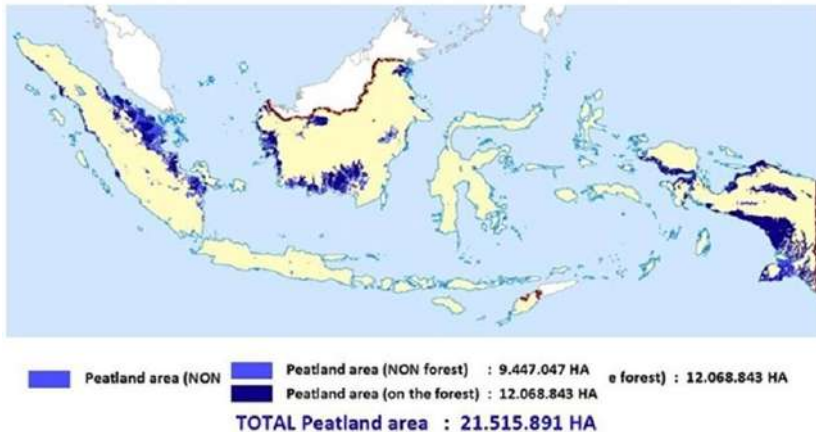 Peatland area (NON forest) : 9.447.047 HA
Peatland area (NON e forest) : 12.068.843 HA
Peatland area (on the forest) : 12.068.843 HA
TOTAL Peatland area : 21.515.891 HA